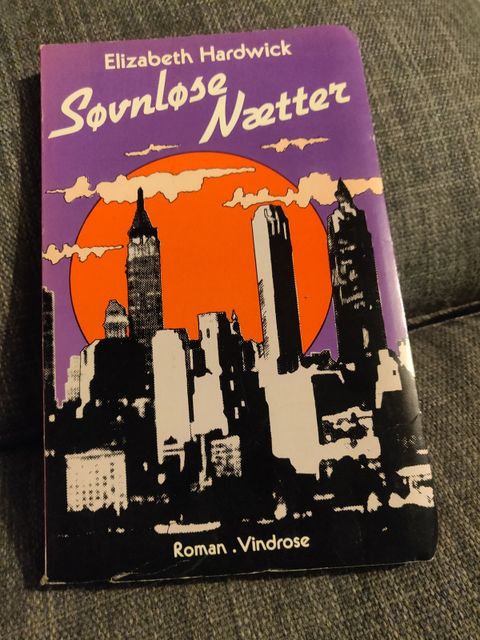 Elizabeth Hardwick
Søvnløse
Nætter
Roman . Vindrose